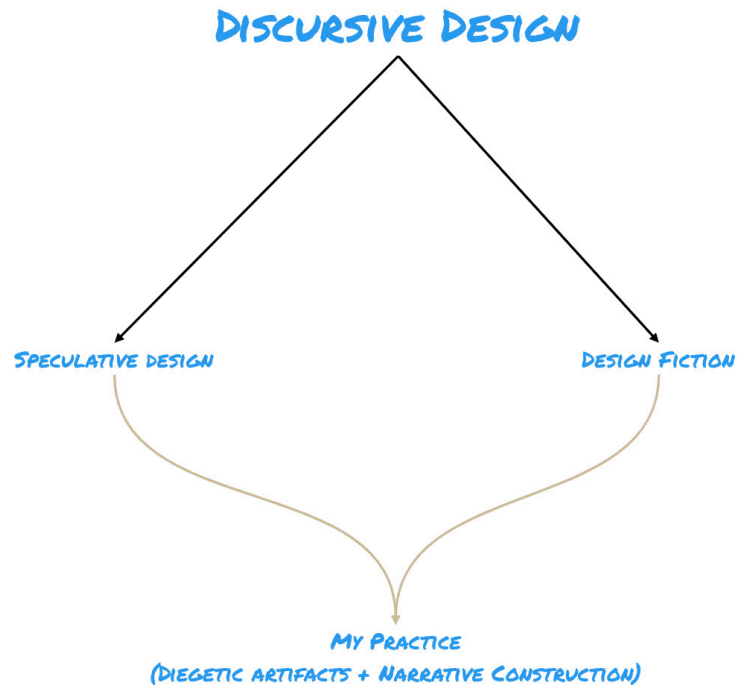 Discursive Design
Speculative design
Design Fiction
My Practice
(Diegetic artifacts + Narrative Construction)